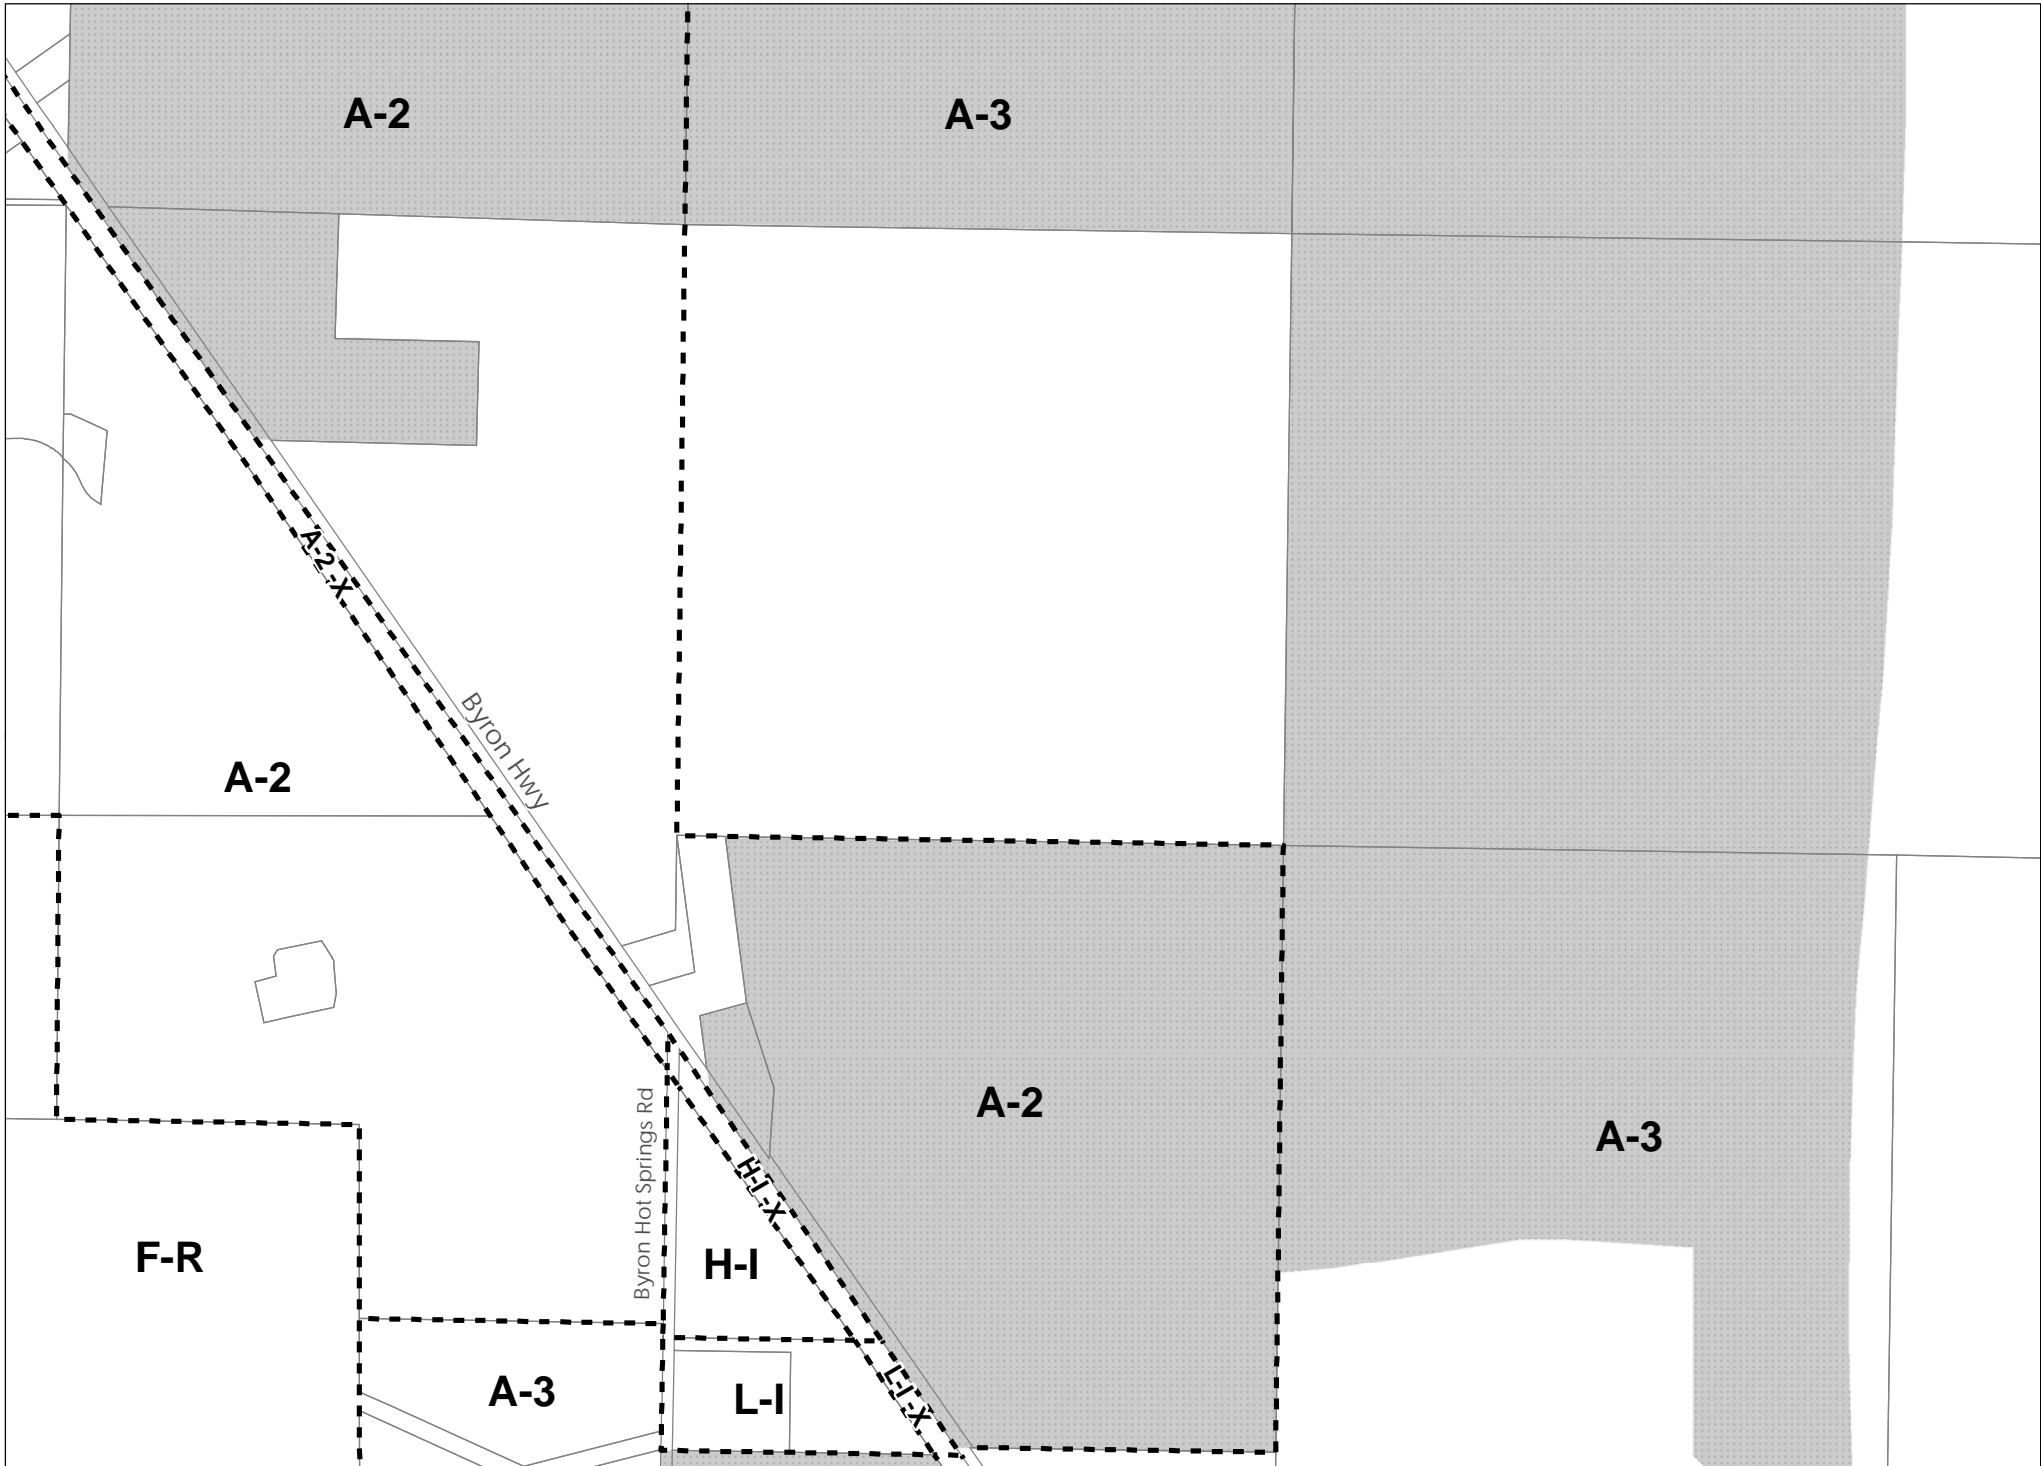 A-2
A-3
A-2 -X
Byron Hwy
A-2
A-2
A-3
Byron Hot Springs Rd
H-I -X
F-R
H-I
A-3
L-I
L-I -X